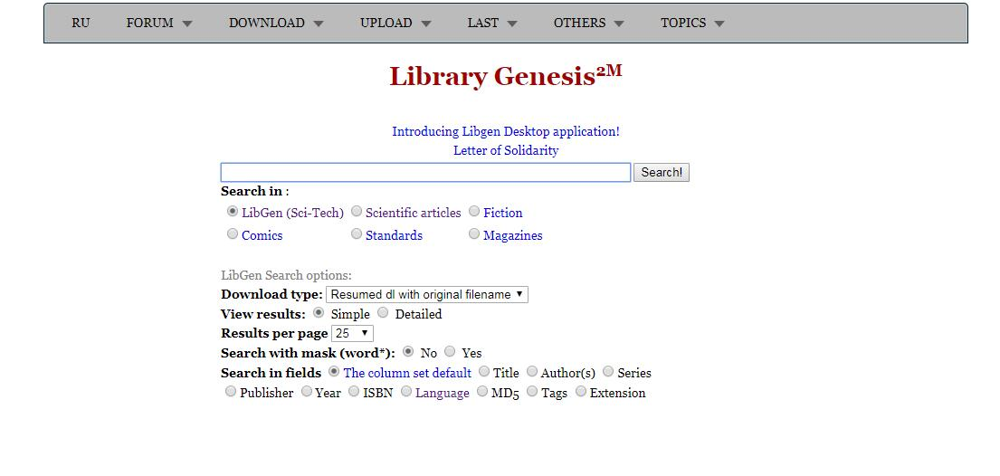 RU FORUM DOWNLOAD UPLOAD LAST OTHERS TOPICS
Library Genesis2M
Introducing Libgen Desktop application!
Letter of Solidarity
Search!
Search in :
LibGen (Sci-Tech) Scientific articles Fiction
Comics Standards Magazines
LibGen Search options:
Download type: Resumed dl with original filename
View results: Simple Detailed
Results per page 25
Search with mask (word*): No Yes
Search in fields The column set default Title Author(s) Series
Publisher Year ISBN Language MD5 Tags Extension